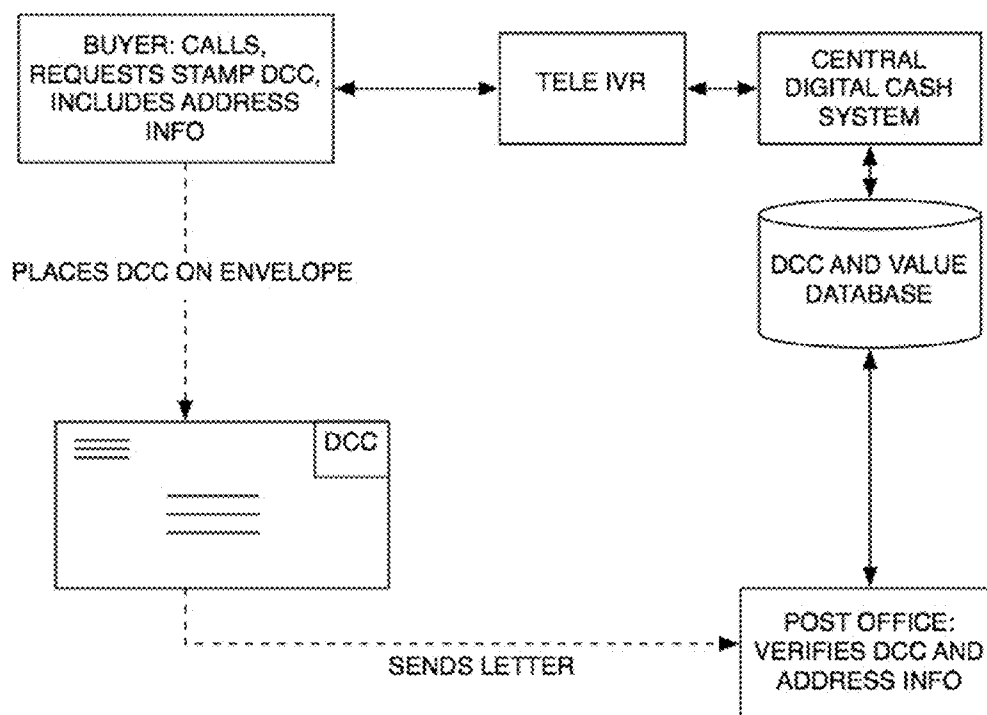 BUYER: CALLS,
REQUESTS STAMP DCC,
INCLUDES ADDRESS
INFO
TELE IVR
CENTRAL
DIGITAL CASH
SYSTEM
PLACES DCC ON ENVELOPE
DCC AND VALUE
DATABASE
DCC
POST OFFICE:
VERIFIES DCC AND
ADDRESS INFO
SENDS LETTER